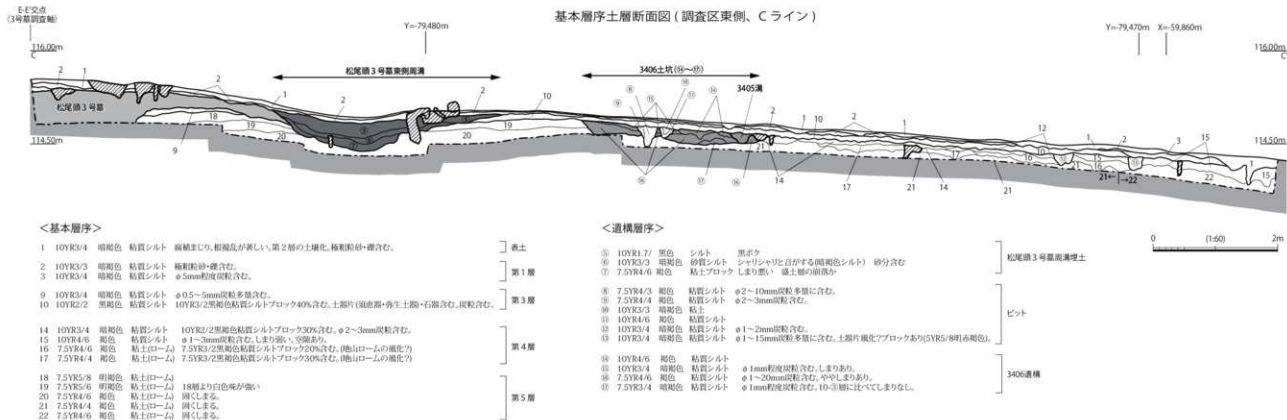 基本層序土層断面図(調査区東側、Cライン)
E-E'交点
(3号墓調査軸)
Y=-79,480m
Y=-79,470m X=-59,860m
116.00m
C
116.00m
C'
松尾頭3号墓東側周溝
3406土坑(⑭~⑰)
3405溝
松尾頭3号墓
114.50m
114.50m
21← →22
0 (1:60) 2m
<基本層序>
1 10YR3/4 暗褐色 粘質シルト 腐植まじり。根撹乱が著しい。第2層の土壌化。極粗粒砂・礫含む。
表土
2 10YR3/3 暗褐色 粘質シルト 極粗粒砂・礫含む。
3 10YR3/4 暗褐色 粘質シルト φ5mm程度炭粒含む。
第1層
9 10YR3/4 暗褐色 粘質シルト φ0.5~5mm炭粒多量含む。
10 10YR2/2 黒褐色 粘質シルト 10YR3/2黒褐色粘質シルトブロック40%含む。土器片(須恵器・弥生土器)・石器含む。炭粒含む。
第3層
14 10YR3/4 暗褐色 粘質シルト 10YR2/2黒褐色粘質シルトブロック30%含む。φ2~3mm炭粒含む。
15 10YR4/6 褐色 粘質シルト φ1~3mm炭粒含む。しまり弱い。空隙あり。
16 7.5YR4/6 褐色 粘土(ローム) 7.5YR3/2黒褐色粘質シルトブロック20%含む。(地山ロームの風化?)
17 7.5YR4/4 褐色 粘土(ローム) 7.5YR3/2黒褐色粘質シルトブロック30%含む。(地山ロームの風化?)
第4層
18 7.5YR5/8 明褐色 粘土(ローム)
19 7.5YR5/6 明褐色 粘土(ローム) 18層より白色味が強い
20 7.5YR4/6 褐色 粘土(ローム) 固くしまる。
21 7.5YR4/4 褐色 粘土(ローム) 固くしまる。
22 7.5YR4/6 褐色 粘土(ローム) 固くしまる。
第5層
<遺構層序>
⑤ 10YR1.7/ 黒色 シルト 黒ボク
⑥ 10YR3/3 暗褐色 砂質シルト シャリシャリと音がする(暗褐色シルト) 砂分含む
⑦ 7.5YR4/6 褐色 粘土ブロック しまり悪い 盛土層の崩落か
松尾頭3号墓周溝埋土
⑧ 7.5YR4/3 褐色 粘質シルト φ2~10mm炭粒多量に含む。
⑨ 7.5YR4/4 褐色 粘質シルト φ2~3mm炭粒含む。
⑩ 10YR3/3 暗褐色 粘土
⑪ 10YR4/6 褐色 粘質シルト
⑫ 10YR3/4 暗褐色 粘質シルト φ1~2mm炭粒含む。
⑬ 10YR3/4 暗褐色 粘質シルト φ1~15mm炭粒多量に含む。土器片風化?ブロックあり(5YR5/8明赤褐色)。
ピット
⑭ 10YR4/6 褐色 粘質シルト
⑮ 10YR3/4 暗褐色 粘質シルト φ1mm程度炭粒含む。しまりあり。
⑯ 7.5YR4/6 褐色 粘質シルト φ1~20mm炭粒含む。ややしまりあり。
⑰ 7.5YR3/4 暗褐色 粘質シルト φ1mm程度炭粒含む。10-③層に比べてしまりなし。
3406遺構